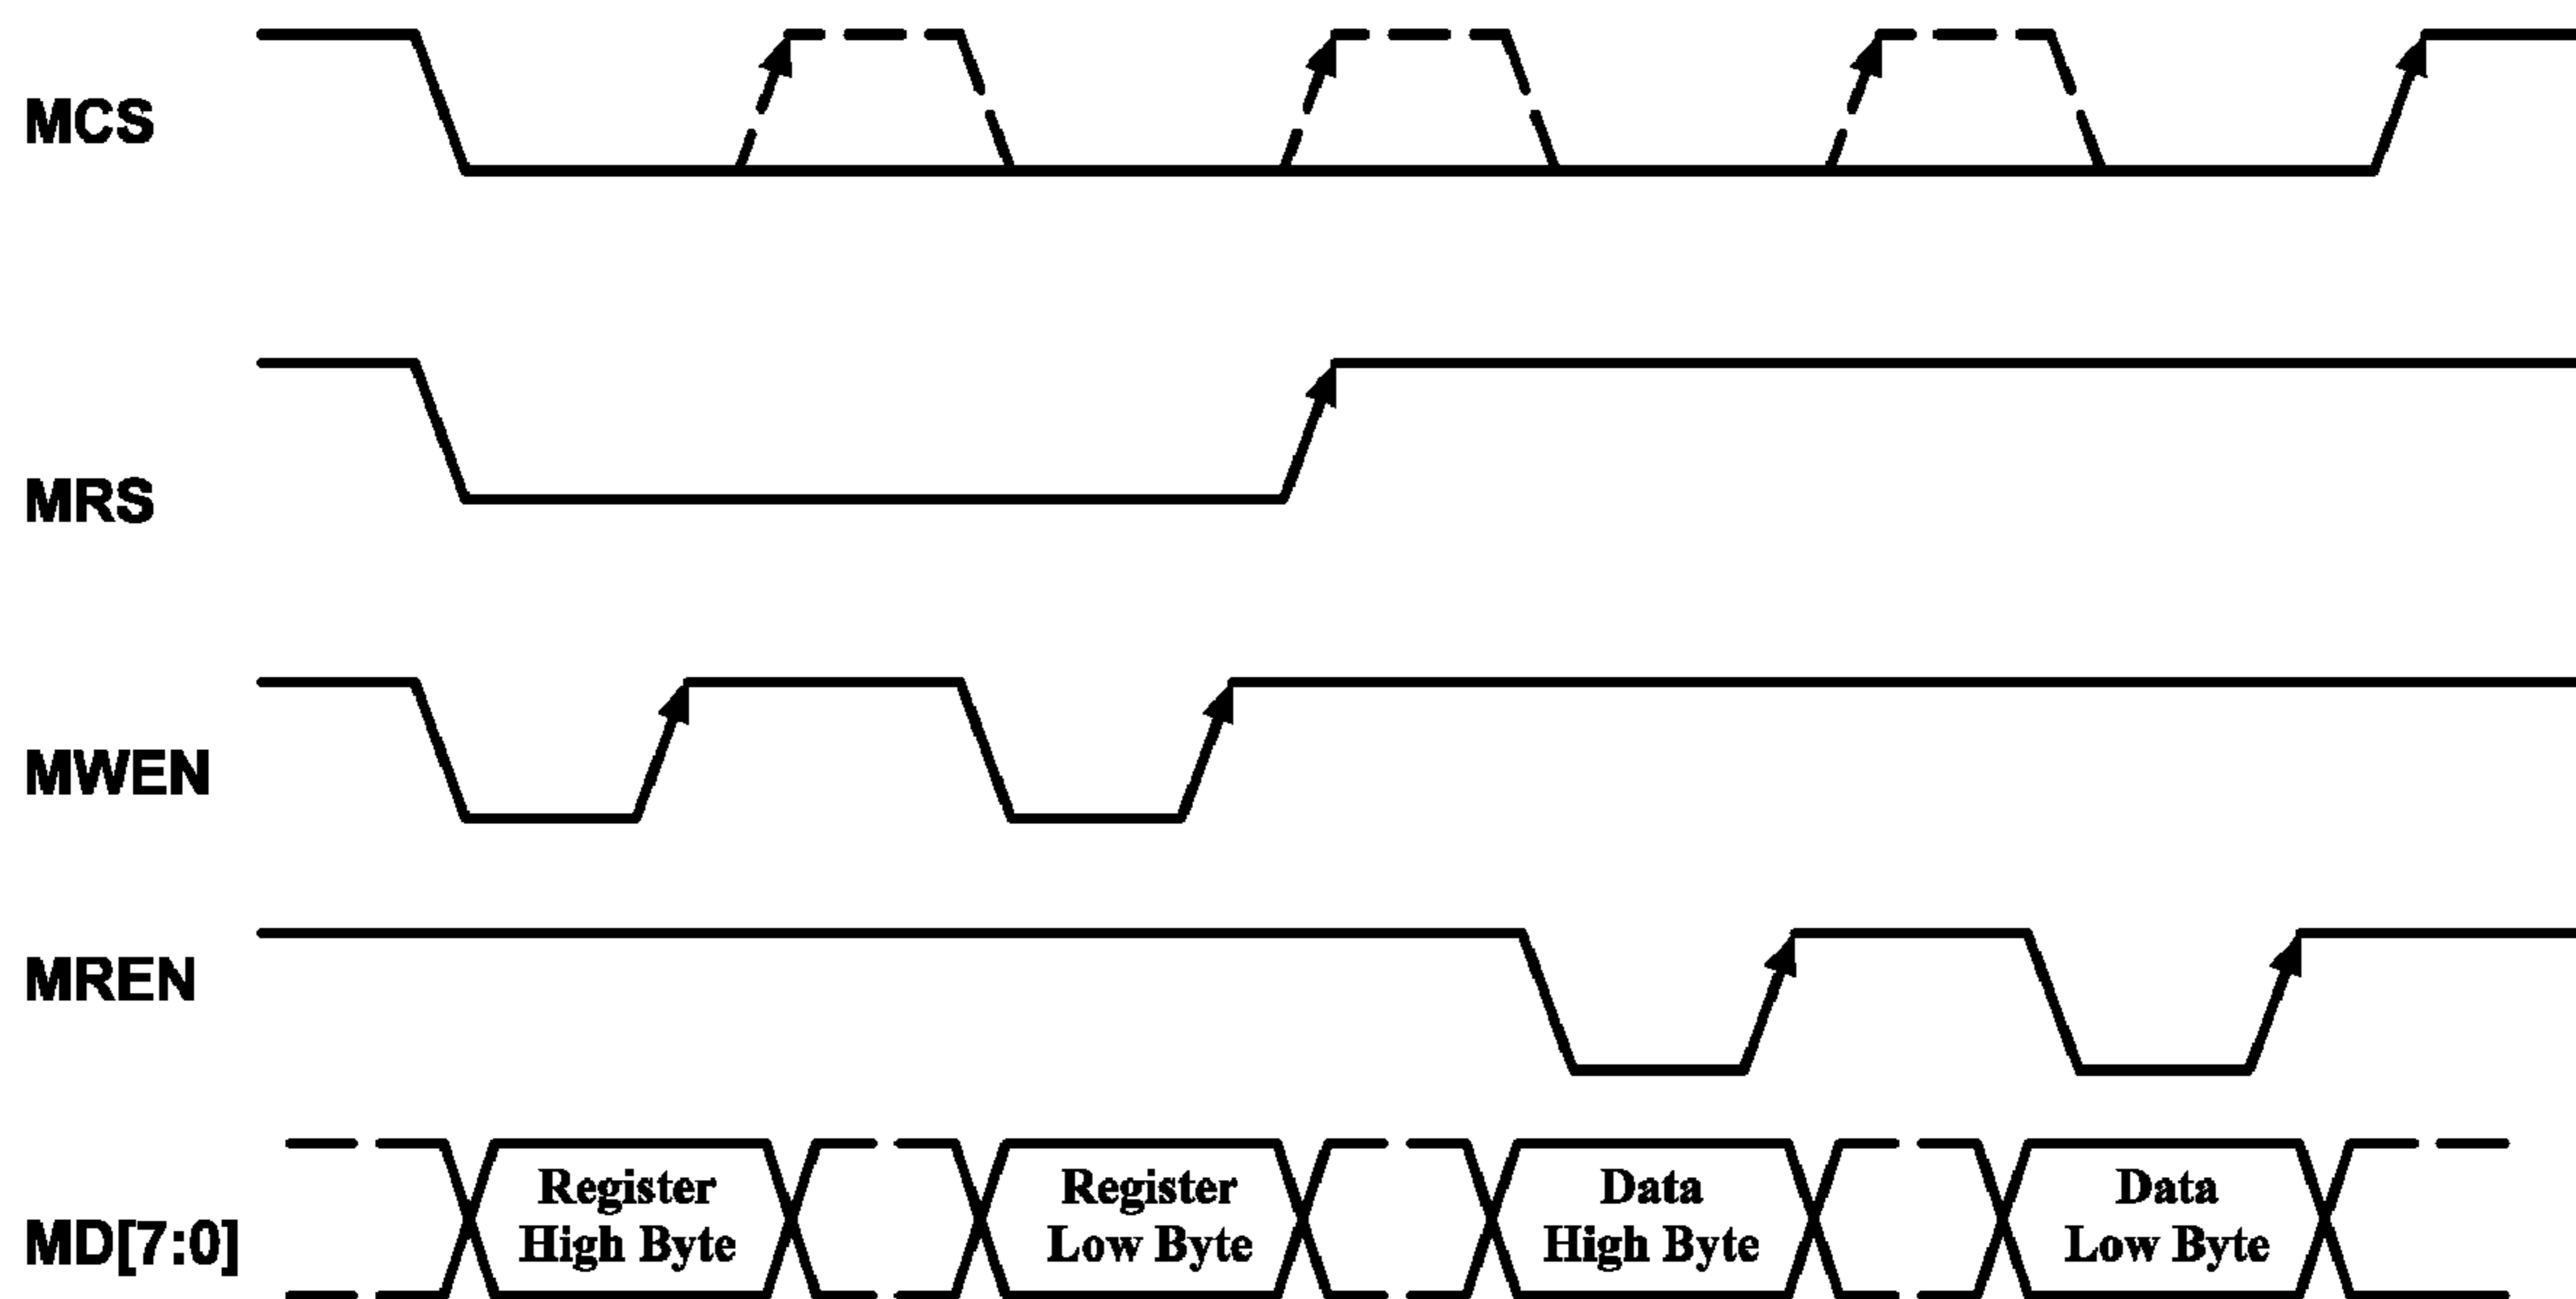 MCS
MRS
MWEN
MREN
MD[7:0]
Register
High Byte
Register
Low Byte
Data
High Byte
Data
Low Byte